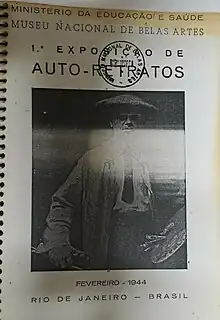 MINISTERIO DA EDUCAÇÃO E SAÚDE
MUSEU NACIONAL DE BELAS ARTES
1.ª EXPOSIÇÃO DE
AUTO-RETRATOS
FEVEREIRO - 1944
RIO DE JANEIRO — BRASIL